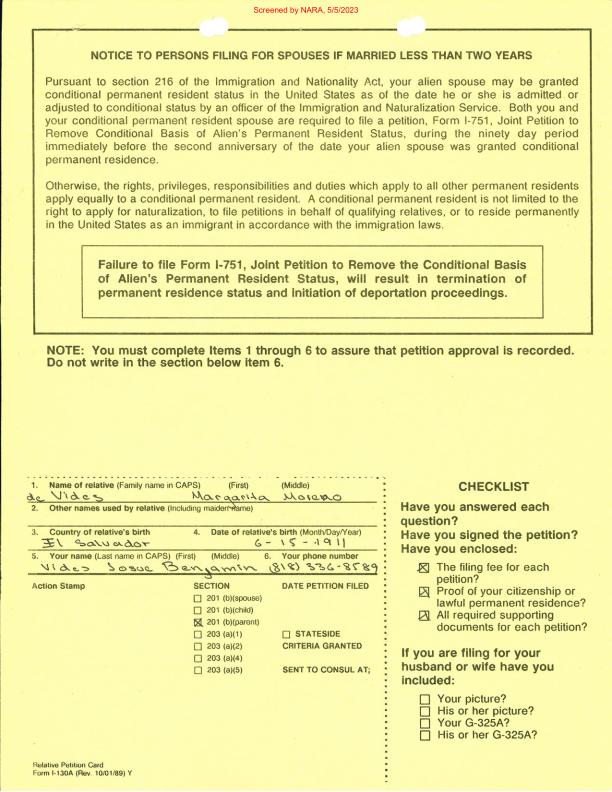 Screened by NARA, 5/5/2023
NOTICE TO PERSONS FILING FOR SPOUSES IF MARRIED LESS THAN TWO YEARS
Pursuant to section 216 of the Immigration and Nationality Act, your alien spouse may be granted
conditional permanent resident status in the United States as of the date he or she is admitted or
adjusted to conditional status by an officer of the Immigration and Naturalization Service. Both you and
your conditional permanent resident spouse are required to file a petition, Form I-751, Joint Petition to
Remove Conditional Basis of Alien's Permanent Resident Status, during the ninety day period
immediately before the second anniversary of the date your alien spouse was granted conditional
permanent residence.
Otherwise, the rights, privileges, responsibilities and duties which apply to all other permanent residents
apply equally to a conditional permanent resident. A conditional permanent resident is not limited to the
right to apply for naturalization, to file petitions in behalf of qualifying relatives, or to reside permanently
in the United States as an immigrant in accordance with the immigration laws.
Failure to file Form I-751, Joint Petition to Remove the Conditional Basis
of Alien's Permanent Resident Status, will result in termination of
permanent residence status and initiation of deportation proceedings.
NOTE: You must complete Items 1 through 6 to assure that petition approval is recorded.
Do not write in the section below item 6.
1. Name of relative (Family name in CAPS) (First) (Middle)
de Vides Margarita Moreno
2. Other names used by relative (Including maiden name)
3. Country of relative's birth 4. Date of relative's birth (Month/Day/Year)
El Salvador 6-15-1911
5. Your name (Last name in CAPS) (First) (Middle) 6. Your phone number
Vides Josue Benjamin (818) 336-8589
Action Stamp SECTION DATE PETITION FILED
201 (b)(spouse)
201 (b)(child)
201 (b)(parent)
203 (a)(1) STATESIDE
203 (a)(2) CRITERIA GRANTED
203 (a)(4)
203 (a)(5) SENT TO CONSUL AT;
Relative Petition Card
Form I-130A (Rev. 10/01/89) Y
CHECKLIST
Have you answered each
question?
Have you signed the petition?
Have you enclosed:
The filing fee for each
petition?
Proof of your citizenship or
lawful permanent residence?
All required supporting
documents for each petition?
If you are filing for your
husband or wife have you
included:
Your picture?
His or her picture?
Your G-325A?
His or her G-325A?